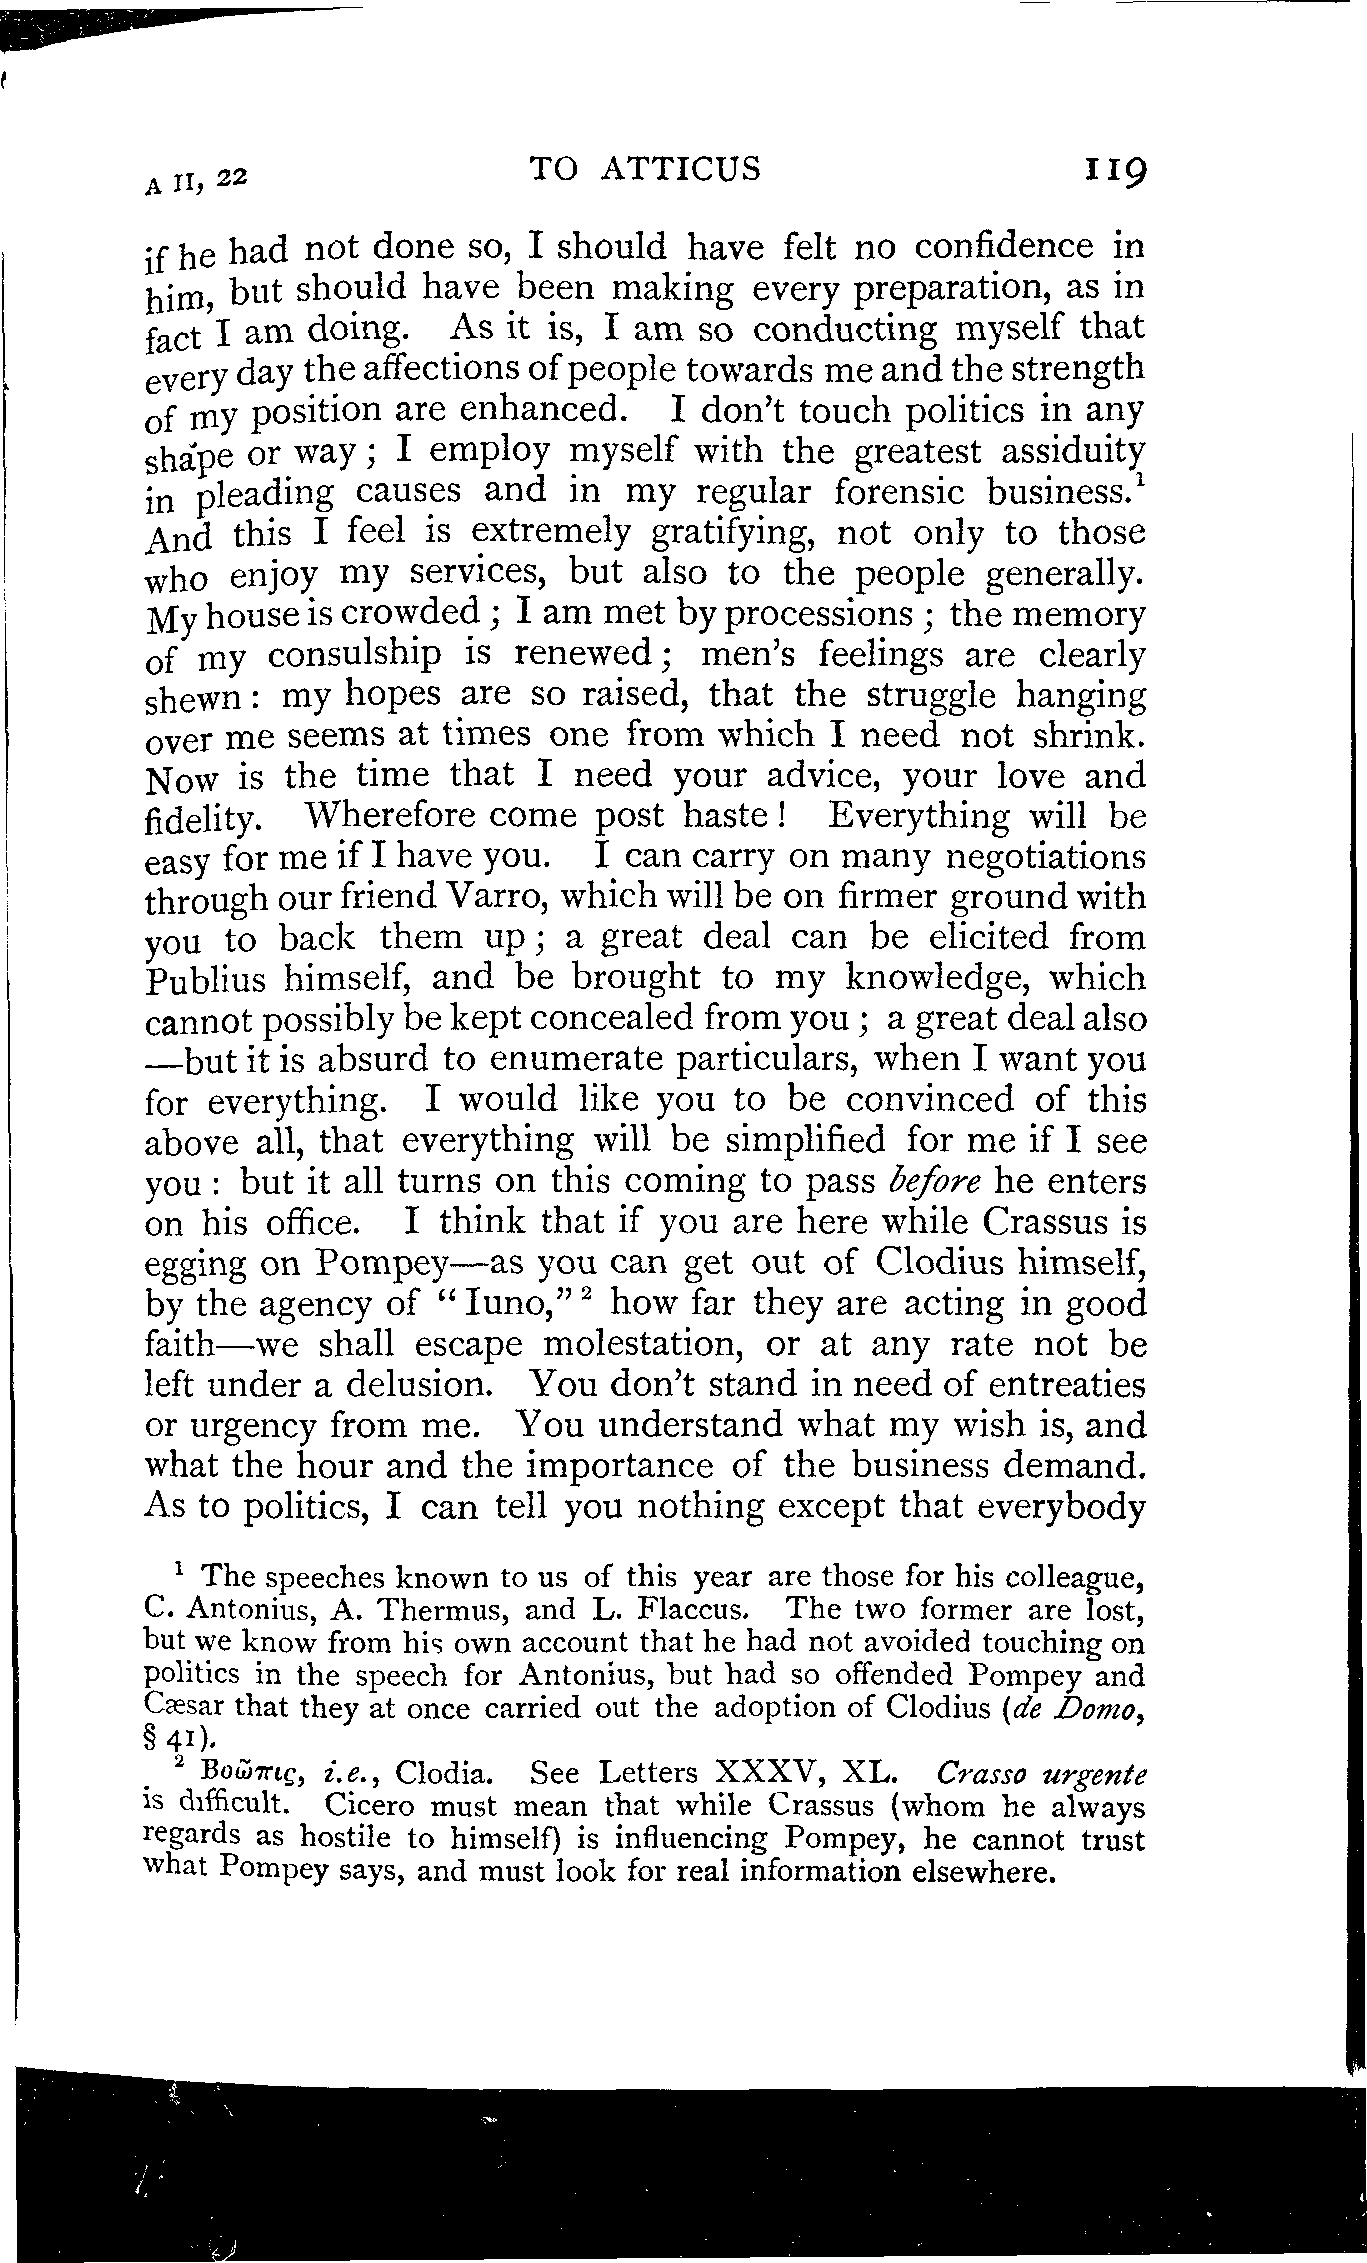 A II, 22 TO ATTICUS 119
if he had not done so, I should have felt no confidence in
him, but should have been making every preparation, as in
fact I am doing. As it is, I am so conducting myself that
every day the affections of people towards me and the strength
of my position are enhanced. I don't touch politics in any
shape or way; I employ myself with the greatest assiduity
in pleading causes and in my regular forensic business.¹
And this I feel is extremely gratifying, not only to those
who enjoy my services, but also to the people generally.
My house is crowded; I am met by processions; the memory
of my consulship is renewed; men's feelings are clearly
shewn: my hopes are so raised, that the struggle hanging
over me seems at times one from which I need not shrink.
Now is the time that I need your advice, your love and
fidelity. Wherefore come post haste! Everything will be
easy for me if I have you. I can carry on many negotiations
through our friend Varro, which will be on firmer ground with
you to back them up; a great deal can be elicited from
Publius himself, and be brought to my knowledge, which
cannot possibly be kept concealed from you; a great deal also
—but it is absurd to enumerate particulars, when I want you
for everything. I would like you to be convinced of this
above all, that everything will be simplified for me if I see
you: but it all turns on this coming to pass before he enters
on his office. I think that if you are here while Crassus is
egging on Pompey—as you can get out of Clodius himself,
by the agency of "Iuno,"² how far they are acting in good
faith—we shall escape molestation, or at any rate not be
left under a delusion. You don't stand in need of entreaties
or urgency from me. You understand what my wish is, and
what the hour and the importance of the business demand.
As to politics, I can tell you nothing except that everybody
¹ The speeches known to us of this year are those for his colleague,
C. Antonius, A. Thermus, and L. Flaccus. The two former are lost,
but we know from his own account that he had not avoided touching on
politics in the speech for Antonius, but had so offended Pompey and
Cæsar that they at once carried out the adoption of Clodius (de Domo,
§ 41).
² Βοῶπις, i.e., Clodia. See Letters XXXV, XL. Crasso urgente
is difficult. Cicero must mean that while Crassus (whom he always
regards as hostile to himself) is influencing Pompey, he cannot trust
what Pompey says, and must look for real information elsewhere.